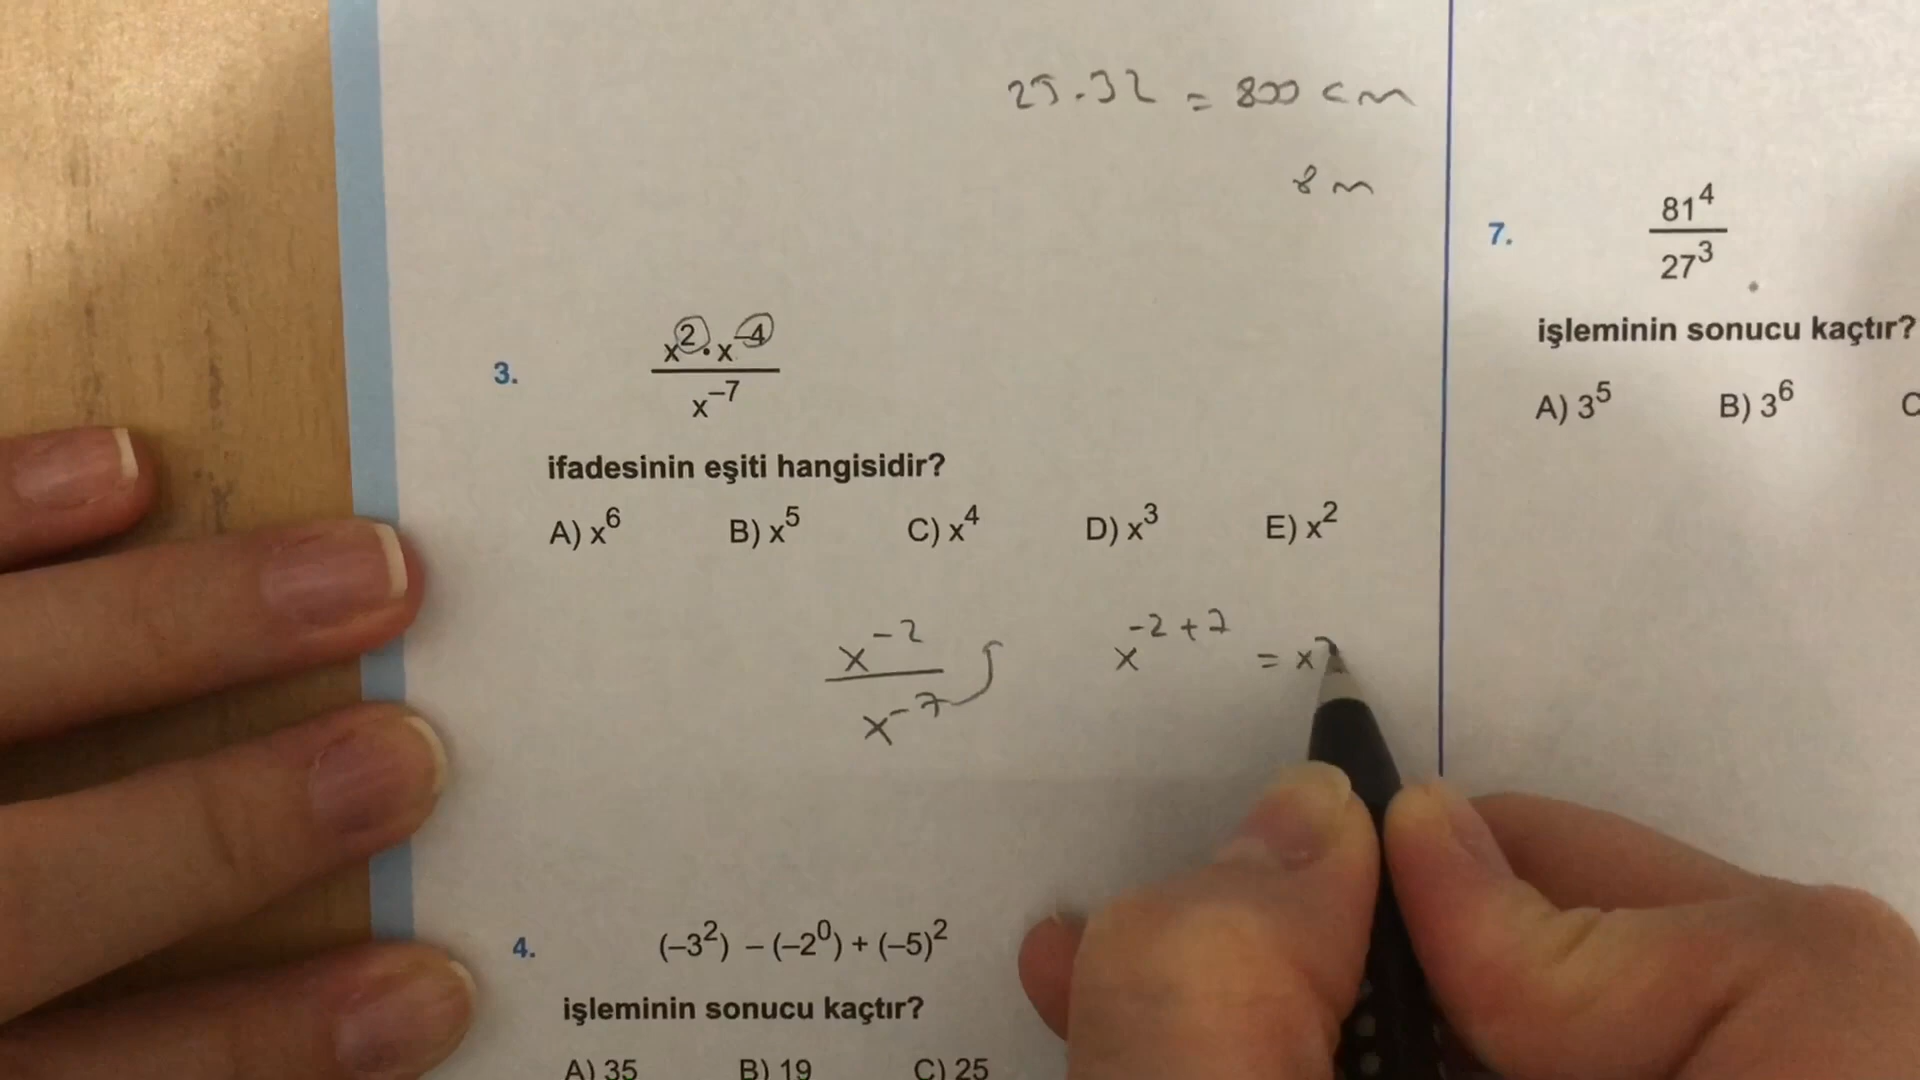 25.32 = 800 cm
8 m
3. x² . x⁻⁴ / x⁻⁷
ifadesinin eşiti hangisidir?
A) x⁶ B) x⁵ C) x⁴ D) x³ E) x²
x⁻² / x⁻⁷ x⁻²⁺⁷ = x
4. (–3²) – (–2⁰) + (–5)²
işleminin sonucu kaçtır?
A) 35 B) 19 C) 25
7. 81⁴ / 27³
işleminin sonucu kaçtır?
A) 3⁵ B) 3⁶ C